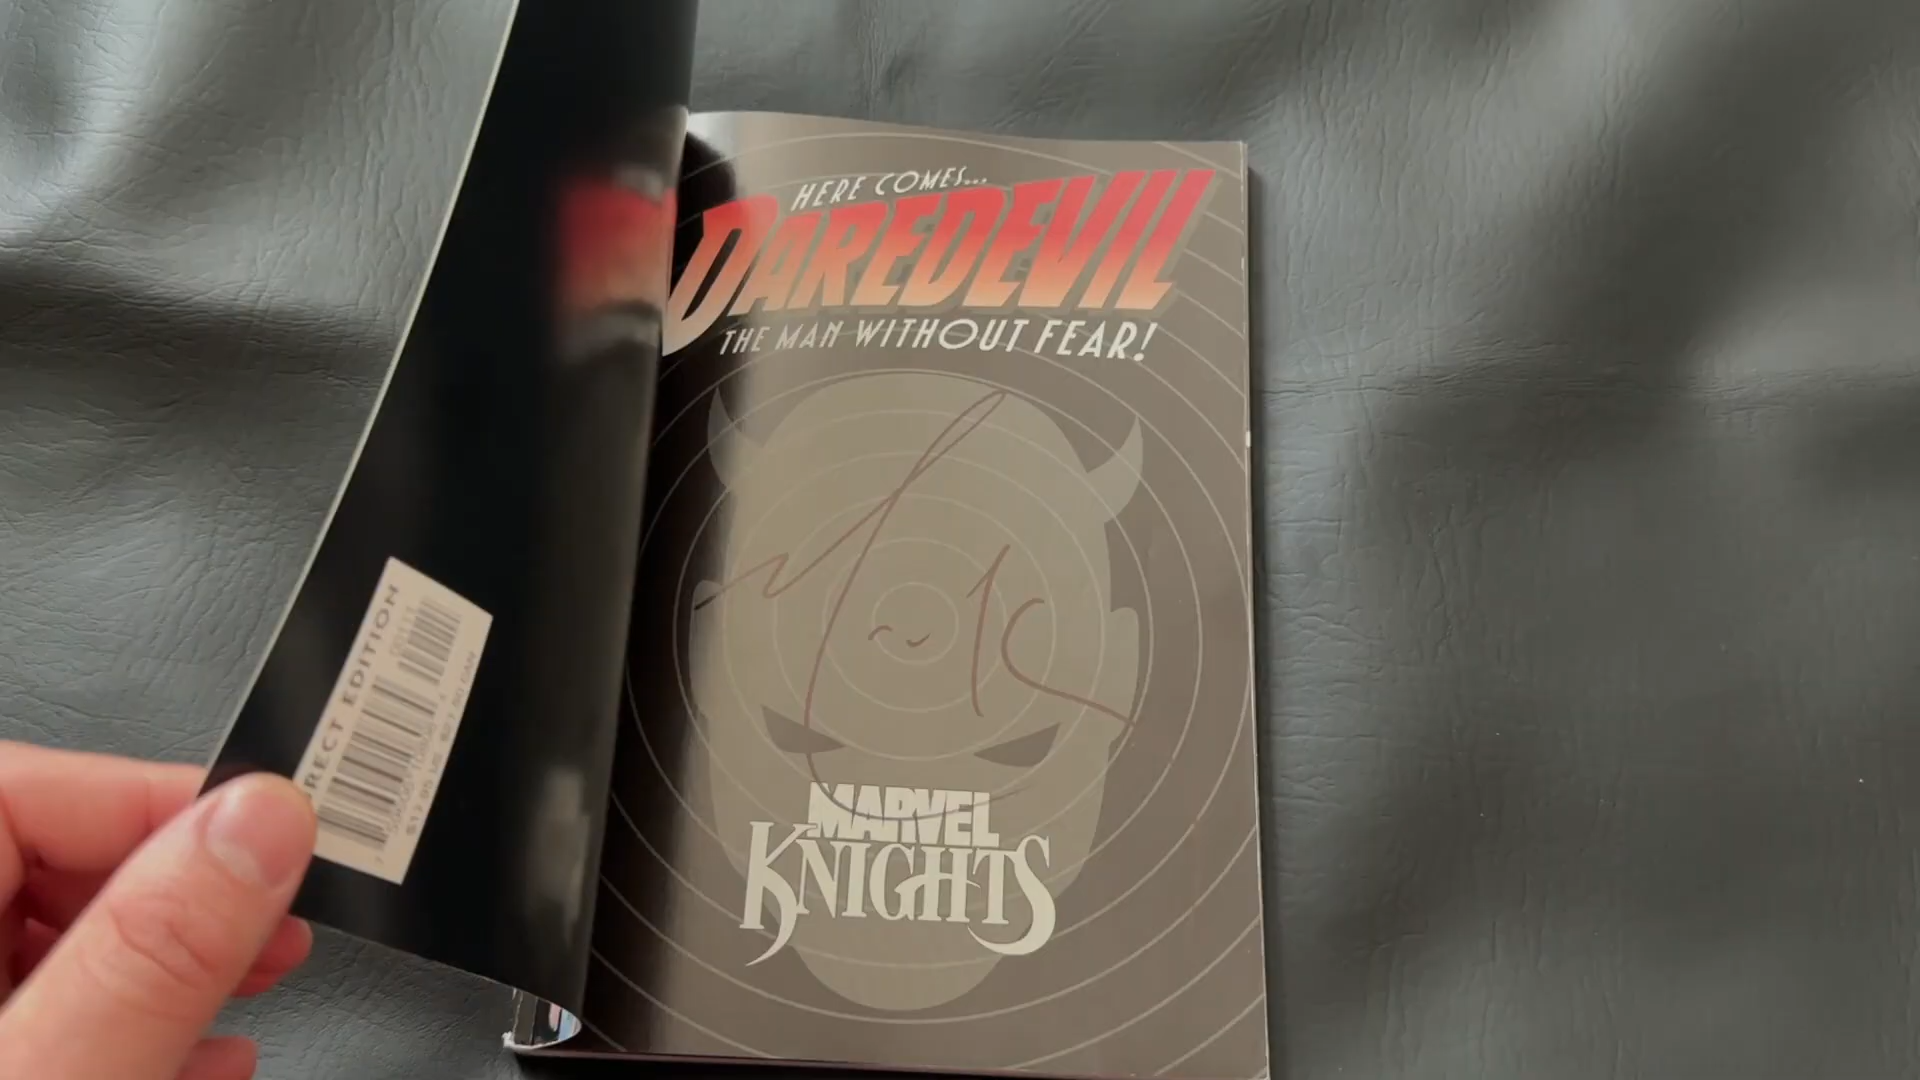 HERE COMES...
DAREDEVIL
THE MAN WITHOUT FEAR!
MARVEL
KNIGHTS
RECT EDITION